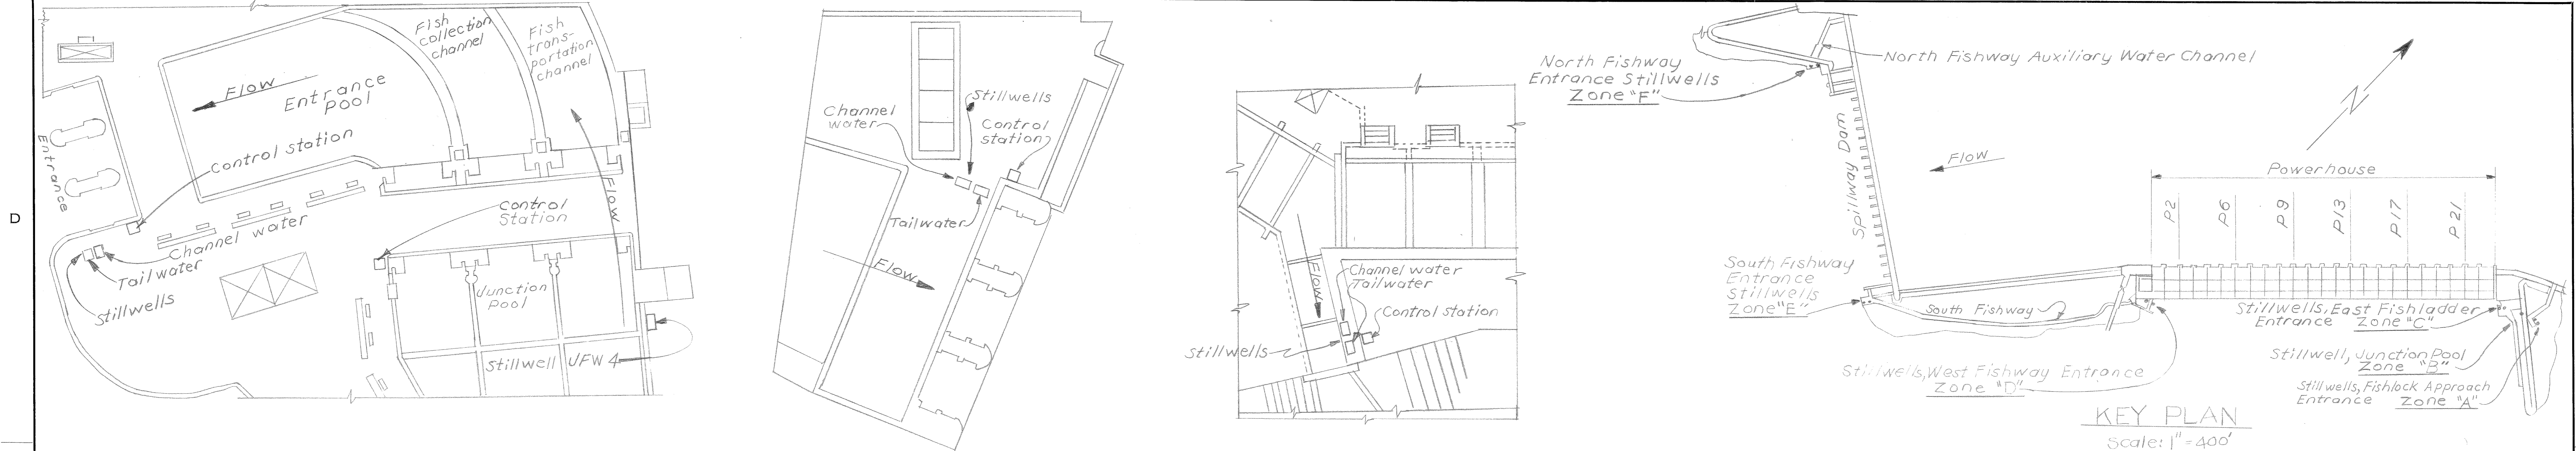 D
Fish
collection
channel
Fish
trans-
portation
channel
Flow
Entrance
pool
Control station
Entrance
Channel water
Tailwater
Stillwells
Control
Station
Flow
Junction
Pool
Stillwell UFW 4
Channel
water
Stillwells
Control
station
Tailwater
Flow
Flow
Channel water
Tailwater
Control station
Stillwells
North Fishway
Entrance Stillwells
Zone "F"
North Fishway Auxiliary Water Channel
Spillway Dam
Flow
N
Powerhouse
P2
P6
P9
P13
P17
P21
South Fishway
Entrance
Stillwells
Zone "E"
South Fishway
Stillwells, East Fishladder
Entrance Zone "C"
Stillwell, Junction Pool
Zone "B"
Stillwells, West Fishway Entrance
Zone "D"
Stillwells, Fishlock Approach
Entrance Zone "A"
KEY PLAN
Scale: 1" = 400'